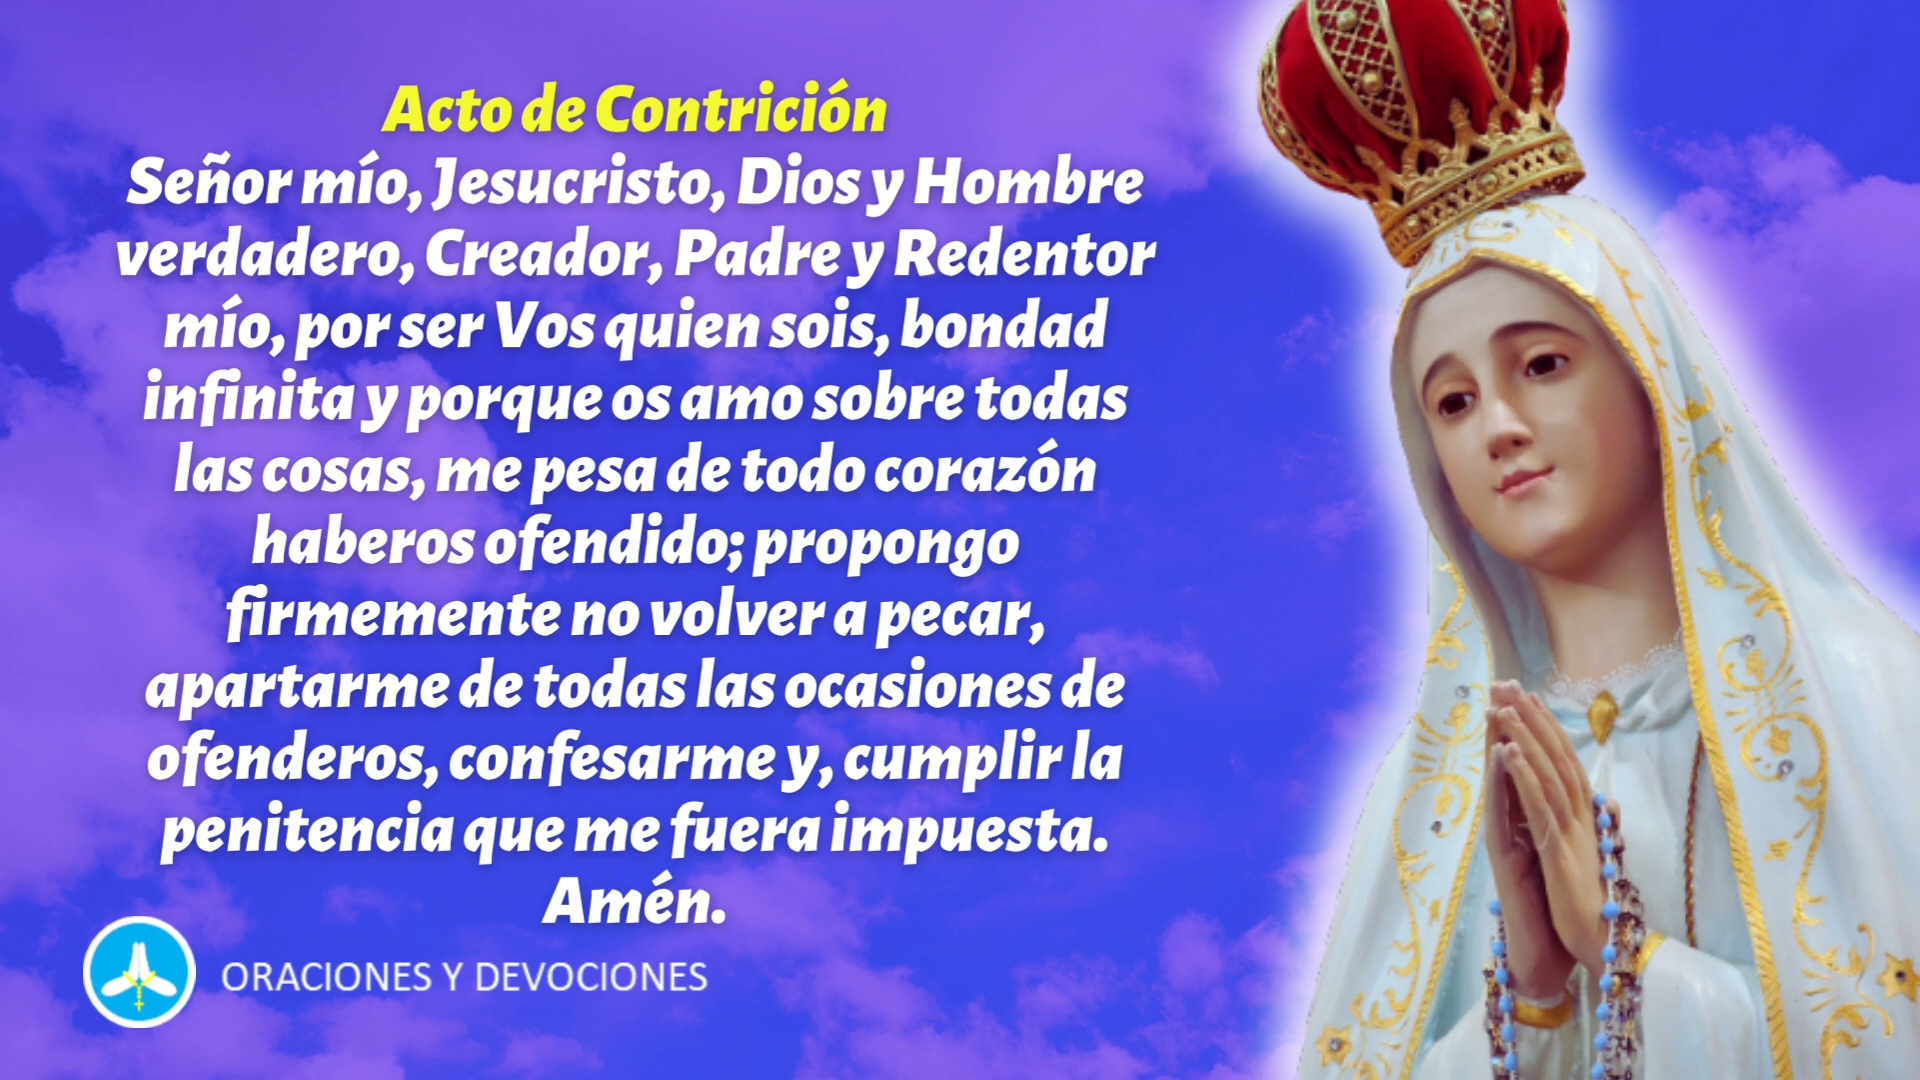 Acto de Contrición
Señor mío, Jesucristo, Dios y Hombre
verdadero, Creador, Padre y Redentor
mío, por ser Vos quien sois, bondad
infinita y porque os amo sobre todas
las cosas, me pesa de todo corazón
haberos ofendido; propongo
firmemente no volver a pecar,
apartarme de todas las ocasiones de
ofenderos, confesarme y, cumplir la
penitencia que me fuera impuesta.
Amén.
ORACIONES Y DEVOCIONES